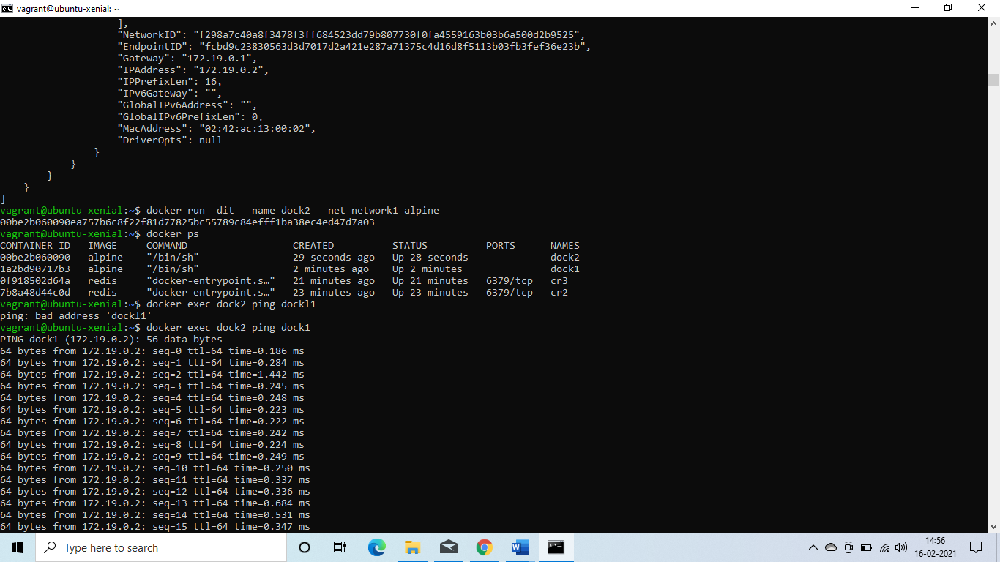 vagrant@ubuntu-xenial: ~
],
"NetworkID": "f298a7c40a8f3478f3ff684523dd79b807730f0fa4559163b03b6a500d2b9525",
"EndpointID": "fcbd9c23830563d3d7017d2a421e287a71375c4d16d8f5113b03fb3fef36e23b",
"Gateway": "172.19.0.1",
"IPAddress": "172.19.0.2",
"IPPrefixLen": 16,
"IPv6Gateway": "",
"GlobalIPv6Address": "",
"GlobalIPv6PrefixLen": 0,
"MacAddress": "02:42:ac:13:00:02",
"DriverOpts": null
}
}
}
}
]
vagrant@ubuntu-xenial:~$ docker run -dit --name dock2 --net network1 alpine
00be2b060090ea757b6c8f22f81d77825bc55789c84efff1ba38ec4ed47d7a03
vagrant@ubuntu-xenial:~$ docker ps
CONTAINER ID   IMAGE     COMMAND                  CREATED          STATUS          PORTS      NAMES
00be2b060090   alpine    "/bin/sh"                29 seconds ago   Up 28 seconds              dock2
1a2bd90717b3   alpine    "/bin/sh"                2 minutes ago    Up 2 minutes               dock1
0f918502d64a   redis     "docker-entrypoint.s…"   21 minutes ago   Up 21 minutes   6379/tcp   cr3
7b8a48d44c0d   redis     "docker-entrypoint.s…"   23 minutes ago   Up 23 minutes   6379/tcp   cr2
vagrant@ubuntu-xenial:~$ docker exec dock2 ping dockl1
ping: bad address 'dockl1'
vagrant@ubuntu-xenial:~$ docker exec dock2 ping dock1
PING dock1 (172.19.0.2): 56 data bytes
64 bytes from 172.19.0.2: seq=0 ttl=64 time=0.186 ms
64 bytes from 172.19.0.2: seq=1 ttl=64 time=0.284 ms
64 bytes from 172.19.0.2: seq=2 ttl=64 time=1.442 ms
64 bytes from 172.19.0.2: seq=3 ttl=64 time=0.245 ms
64 bytes from 172.19.0.2: seq=4 ttl=64 time=0.248 ms
64 bytes from 172.19.0.2: seq=5 ttl=64 time=0.223 ms
64 bytes from 172.19.0.2: seq=6 ttl=64 time=0.222 ms
64 bytes from 172.19.0.2: seq=7 ttl=64 time=0.242 ms
64 bytes from 172.19.0.2: seq=8 ttl=64 time=0.224 ms
64 bytes from 172.19.0.2: seq=9 ttl=64 time=0.249 ms
64 bytes from 172.19.0.2: seq=10 ttl=64 time=0.250 ms
64 bytes from 172.19.0.2: seq=11 ttl=64 time=0.337 ms
64 bytes from 172.19.0.2: seq=12 ttl=64 time=0.336 ms
64 bytes from 172.19.0.2: seq=13 ttl=64 time=0.684 ms
64 bytes from 172.19.0.2: seq=14 ttl=64 time=0.531 ms
64 bytes from 172.19.0.2: seq=15 ttl=64 time=0.347 ms
Type here to search
14:56
16-02-2021